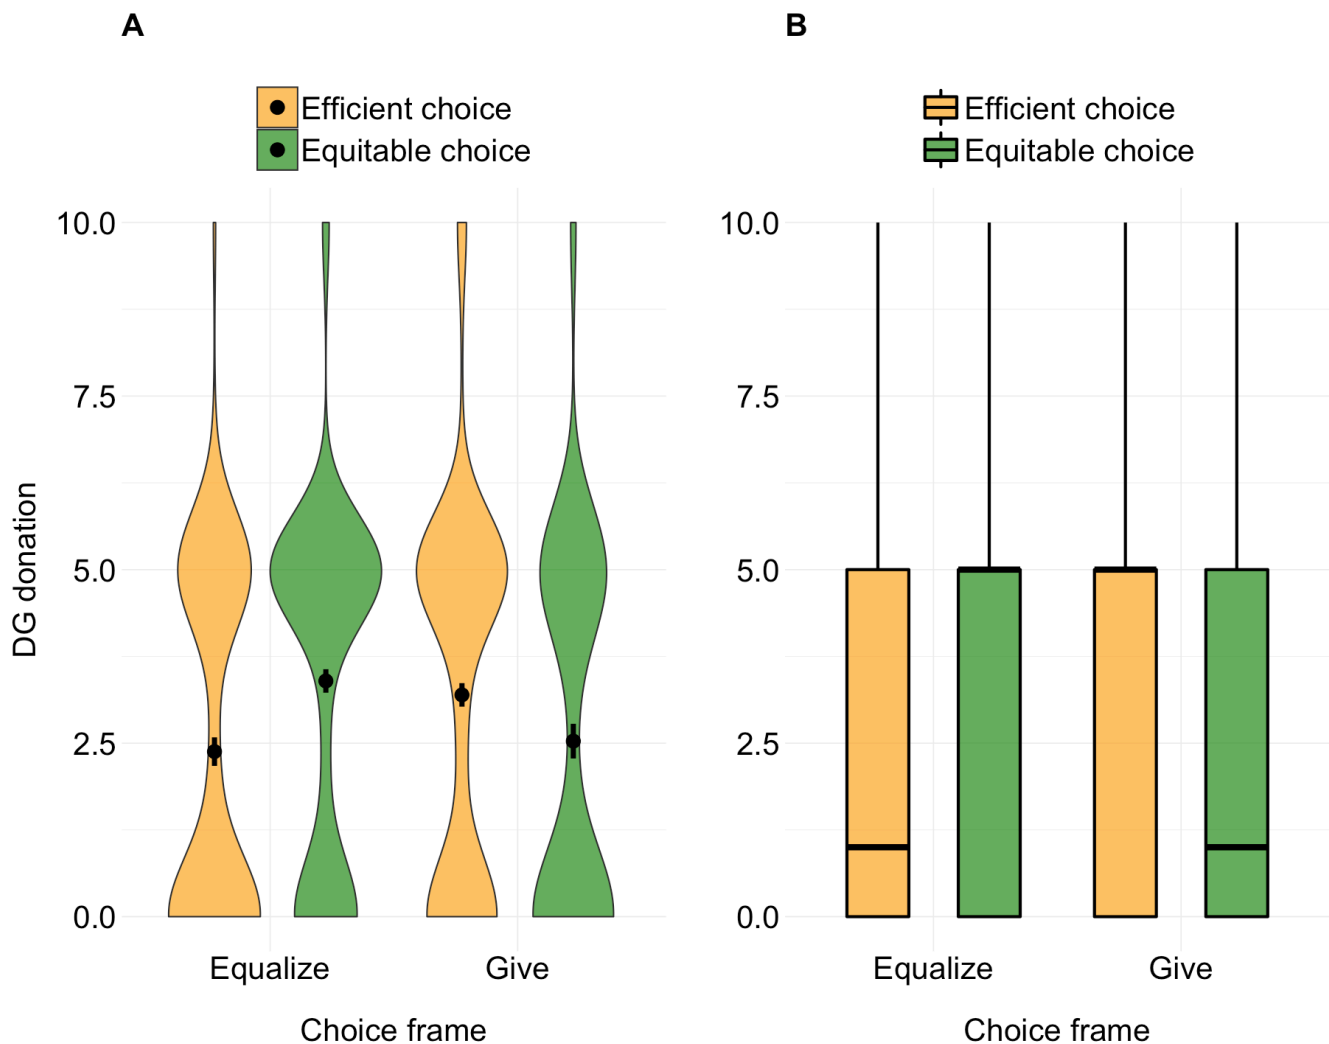 A
Efficient choice
Equitable choice
10.0
7.5
5.0
2.5
0.0
DG donation
Equalize
Give
Choice frame
B
Efficient choice
Equitable choice
10.0
7.5
5.0
2.5
0.0
Equalize
Give
Choice frame